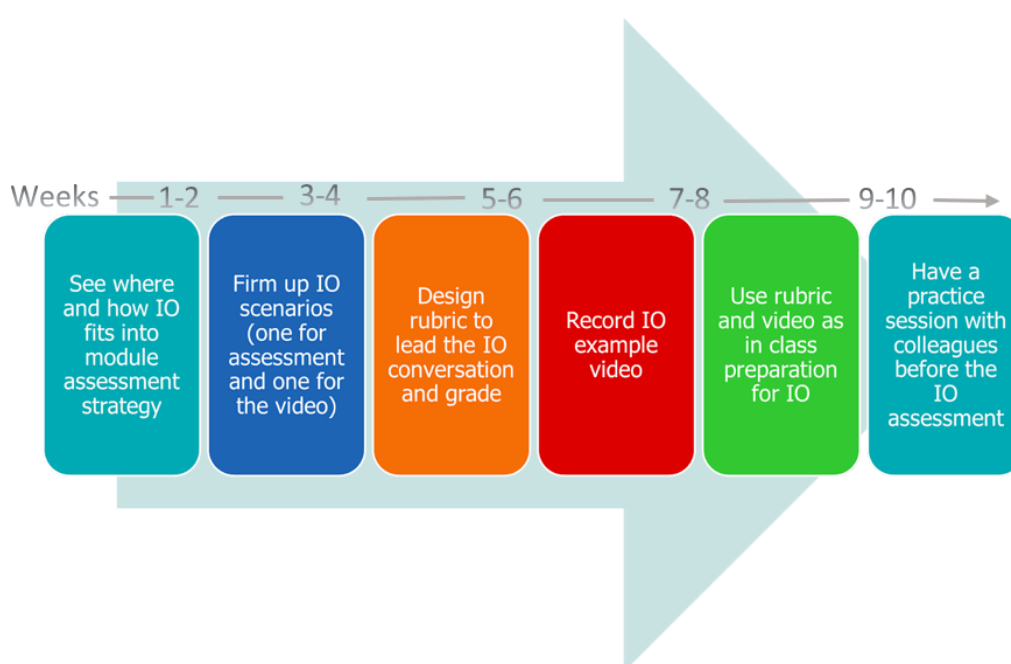 Weeks 1-2 3-4 5-6 7-8 9-10
See where
and how IO
fits into
module
assessment
strategy
Firm up IO
scenarios
(one for
assessment
and one for
the video)
Design
rubric to
lead the IO
conversation
and grade
Record IO
example
video
Use rubric
and video as
in class
preparation
for IO
Have a
practice
session with
colleagues
before the
IO
assessment